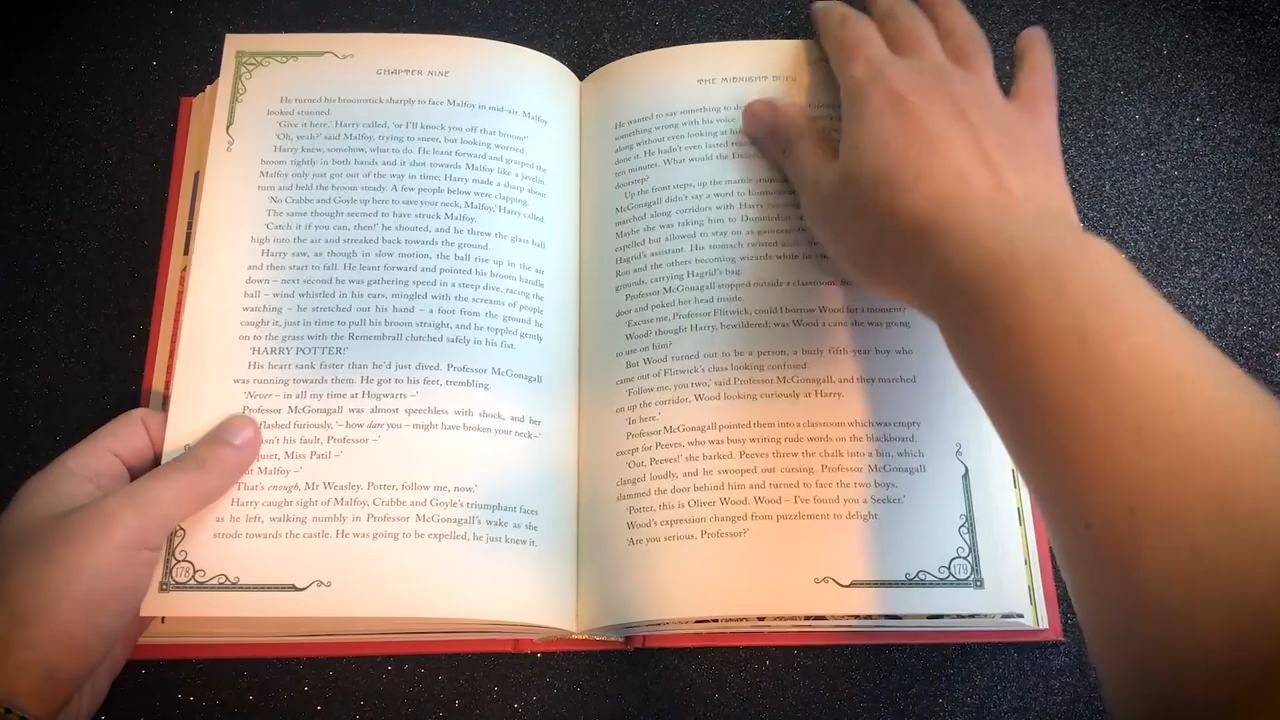 CHAPTER NINE
He turned his broomstick sharply to face Malfoy in mid-air. Malfoy
looked stunned.
'Give it here,' Harry called, 'or I'll knock you off that broom!'
'Oh, yeah?' said Malfoy, trying to sneer, but looking worried.
Harry knew, somehow, what to do. He leant forward and grasped the
broom tightly in both hands and it shot towards Malfoy like a javelin.
Malfoy only just got out of the way in time; Harry made a sharp about
turn and held the broom steady. A few people below were clapping.
'No Crabbe and Goyle up here to save your neck, Malfoy,' Harry called.
The same thought seemed to have struck Malfoy.
'Catch it if you can, then!' he shouted, and he threw the glass ball
high into the air and streaked back towards the ground.
Harry saw, as though in slow motion, the ball rise up in the air
and then start to fall. He leant forward and pointed his broom handle
down – next second he was gathering speed in a steep dive, racing the
ball – wind whistled in his ears, mingled with the screams of people
watching – he stretched out his hand – a foot from the ground he
caught it, just in time to pull his broom straight, and he toppled gently
on to the grass with the Remembrall clutched safely in his fist.
'HARRY POTTER!'
His heart sank faster than he'd just dived. Professor McGonagall
was running towards them. He got to his feet, trembling.
'Never – in all my time at Hogwarts –'
Professor McGonagall was almost speechless with shock, and her
flashed furiously, '– how dare you – might have broken your neck –'
asn't his fault, Professor –'
quiet, Miss Patil –'
t Malfoy –'
That's enough, Mr Weasley. Potter, follow me, now.'
Harry caught sight of Malfoy, Crabbe and Goyle's triumphant faces
as he left, walking numbly in Professor McGonagall's wake as she
strode towards the castle. He was going to be expelled, he just knew it.
178
THE MIDNIGHT DUEL
He wanted to say something to
something wrong with his voice.
along without even looking at
done it. He hadn't even lasted
ten minutes. What would the
doorstep?
Up the front steps, up the marble
McGonagall didn't say a word to
marched along corridors with Harry
Maybe she was taking him to
expelled but allowed to stay on as
Hagrid's assistant. His stomach twisted
Ron and the others becoming wizards while he
grounds, carrying Hagrid's bag.
Professor McGonagall stopped outside a classroom.
door and poked her head inside.
'Excuse me, Professor Flitwick, could I borrow Wood for a moment?'
Wood? thought Harry, bewildered; was Wood a cane she was going
to use on him?
But Wood turned out to be a person, a burly fifth-year boy who
came out of Flitwick's class looking confused.
'Follow me, you two,' said Professor McGonagall, and they marched
on up the corridor, Wood looking curiously at Harry.
'In here.'
Professor McGonagall pointed them into a classroom which was empty
except for Peeves, who was busy writing rude words on the blackboard.
'Out, Peeves!' she barked. Peeves threw the chalk into a bin, which
clanged loudly, and he swooped out cursing. Professor McGonagall
slammed the door behind him and turned to face the two boys.
'Potter, this is Oliver Wood. Wood – I've found you a Seeker.'
Wood's expression changed from puzzlement to delight.
'Are you serious, Professor?'
179